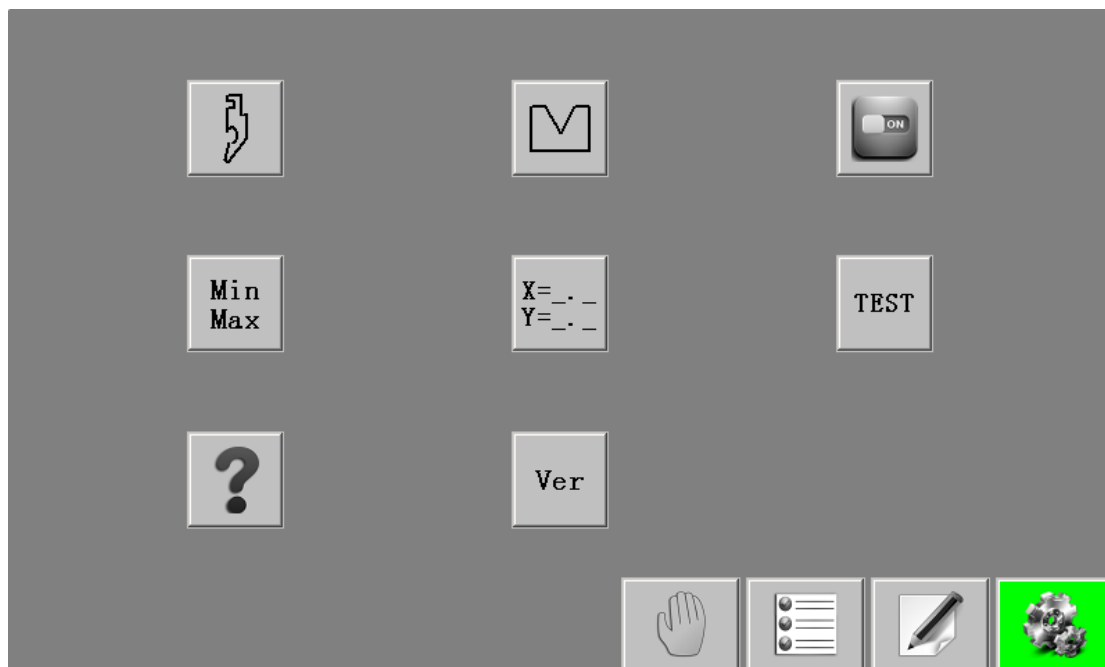 ON
Min
Max
X=_._
Y=_._
TEST
?
Ver